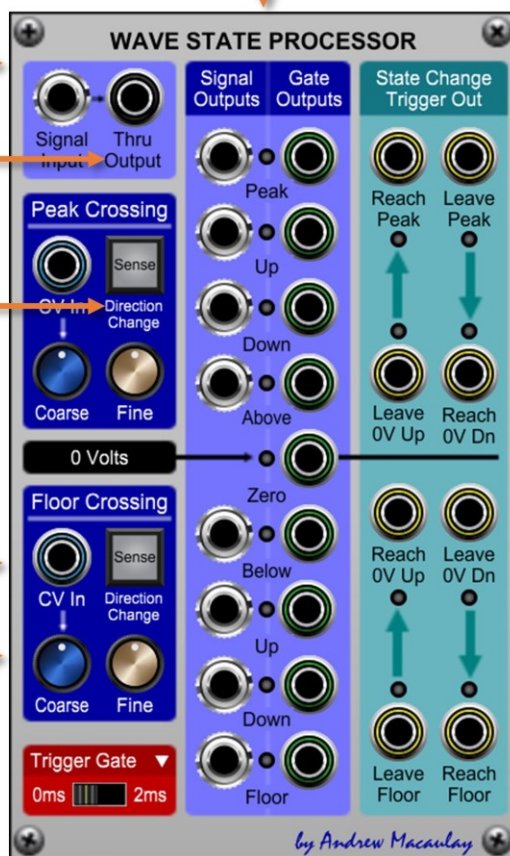 WAVE STATE PROCESSOR
Signal Input
Thru Output
Peak Crossing
CV In
Sense
Direction Change
Coarse
Fine
0 Volts
Floor Crossing
CV In
Sense
Direction Change
Coarse
Fine
Trigger Gate
0ms
2ms
Signal Outputs
Gate Outputs
Peak
Up
Down
Above
Zero
Below
Up
Down
Floor
State Change
Trigger Out
Reach Peak
Leave Peak
Leave 0V Up
Reach 0V Dn
Reach 0V Up
Leave 0V Dn
Leave Floor
Reach Floor
by Andrew Macaulay